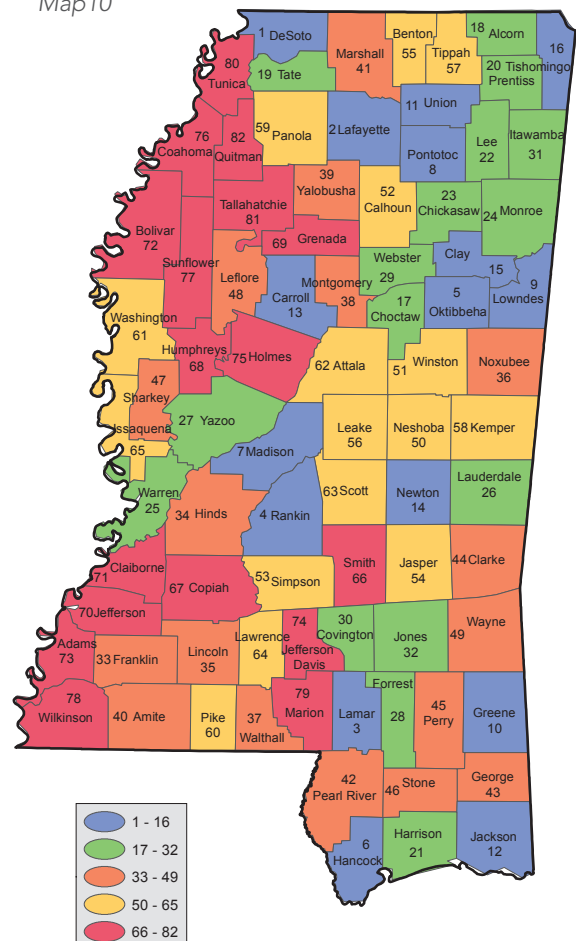 Map10
1 DeSoto
Marshall
41
Benton
55
Tippah
57
18 Alcorn
16
20 Tishomingo
Prentiss
80
Tunica
19 Tate
59
Panola
2 Lafayette
11 Union
Pontotoc
8
Lee
22
Itawamba
31
76
Coahoma
82
Quitman
39
Yalobusha
52
Calhoun
23
Chickasaw
24 Monroe
Tallahatchie
81
Bolivar
72
Sunflower
77
69 Grenada
Leflore
48
Carroll
13
Montgomery
38
Webster
29
17
Choctaw
Clay
15
5
Oktibbeha
9
Lowndes
Washington
61
Humphreys
68
75 Holmes
62 Attala
51 Winston
Noxubee
36
47
Sharkey
Issaquena
65
27 Yazoo
7 Madison
Leake
56
Neshoba
50
58 Kemper
Warren
25
34 Hinds
4 Rankin
63 Scott
Newton
14
Lauderdale
26
71 Claiborne
67 Copiah
53 Simpson
Smith
66
Jasper
54
44 Clarke
70 Jefferson
Adams
73
33 Franklin
Lincoln
35
Lawrence
64
74
Jefferson
Davis
30
Covington
Jones
32
Wayne
49
78
Wilkinson
40 Amite
Pike
60
37
Walthall
79
Marion
Lamar
3
Forrest
28
45
Perry
Greene
10
42
Pearl River
46 Stone
George
43
6
Hancock
Harrison
21
Jackson
12
1 - 16
17 - 32
33 - 49
50 - 65
66 - 82